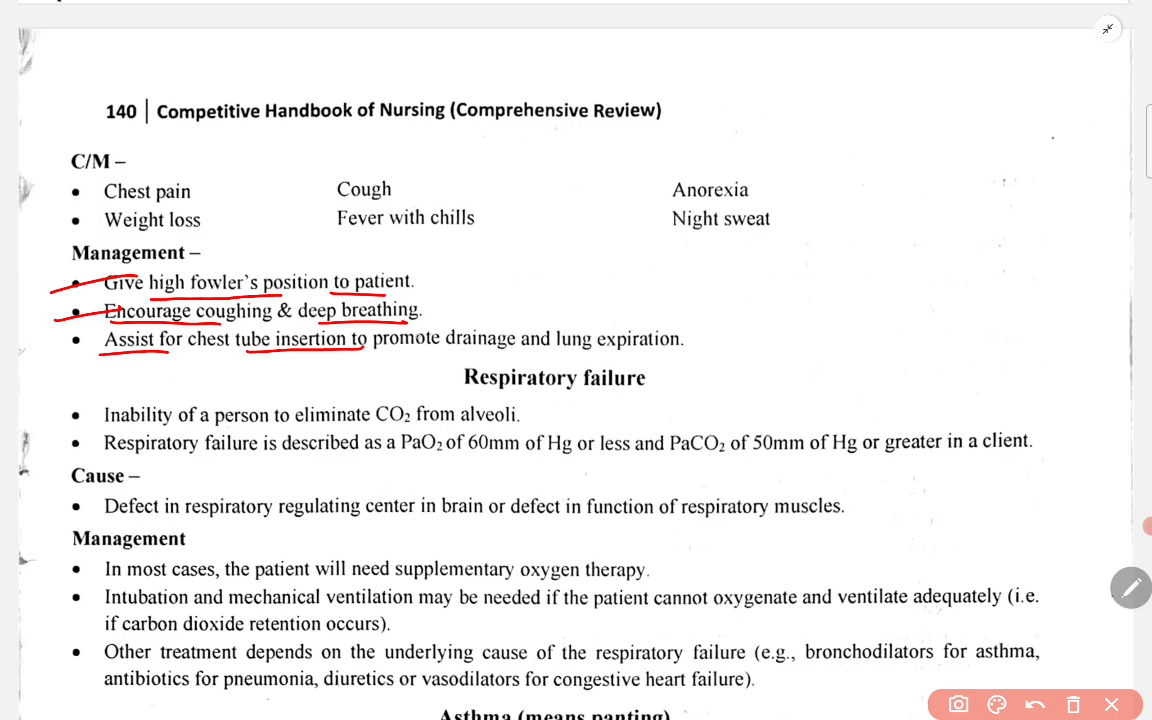 140 | Competitive Handbook of Nursing (Comprehensive Review)
C/M –
• Chest pain Cough Anorexia
• Weight loss Fever with chills Night sweat
Management –
• Give high fowler's position to patient.
• Encourage coughing & deep breathing.
• Assist for chest tube insertion to promote drainage and lung expiration.
Respiratory failure
• Inability of a person to eliminate CO₂ from alveoli.
• Respiratory failure is described as a PaO₂ of 60mm of Hg or less and PaCO₂ of 50mm of Hg or greater in a client.
Cause –
• Defect in respiratory regulating center in brain or defect in function of respiratory muscles.
Management
• In most cases, the patient will need supplementary oxygen therapy.
• Intubation and mechanical ventilation may be needed if the patient cannot oxygenate and ventilate adequately (i.e.
if carbon dioxide retention occurs).
• Other treatment depends on the underlying cause of the respiratory failure (e.g., bronchodilators for asthma,
antibiotics for pneumonia, diuretics or vasodilators for congestive heart failure).
Asthma (means panting)